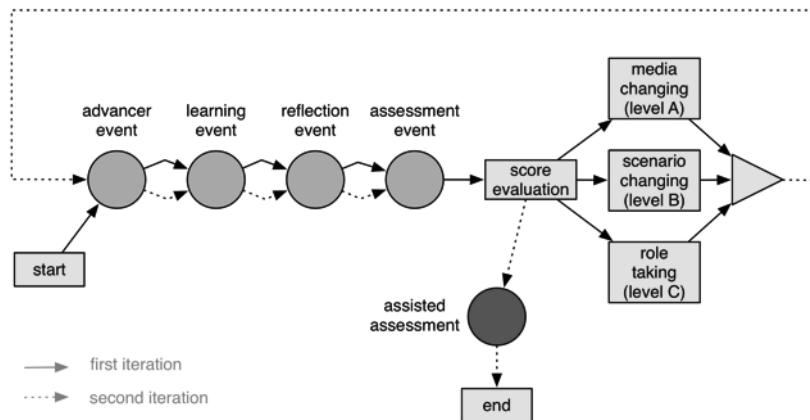 advancer
event
learning
event
reflection
event
assessment
event
score
evaluation
media
changing
(level A)
scenario
changing
(level B)
role
taking
(level C)
start
assisted
assessment
end
first iteration
second iteration